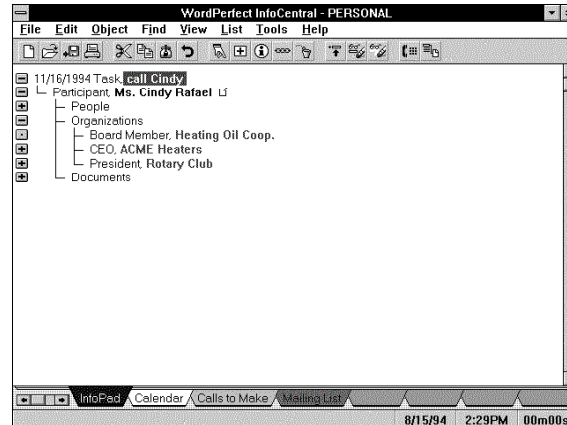 WordPerfect InfoCentral - PERSONAL
File Edit Object Find View List Tools Help
11/16/1994 Task, call Cindy
Participant, Ms. Cindy Rafael
People
Organizations
Board Member, Heating Oil Coop.
CEO, ACME Heaters
President, Rotary Club
Documents
InfoPad Calendar Calls to Make Mailing List
8/15/94 2:29PM 00m00s